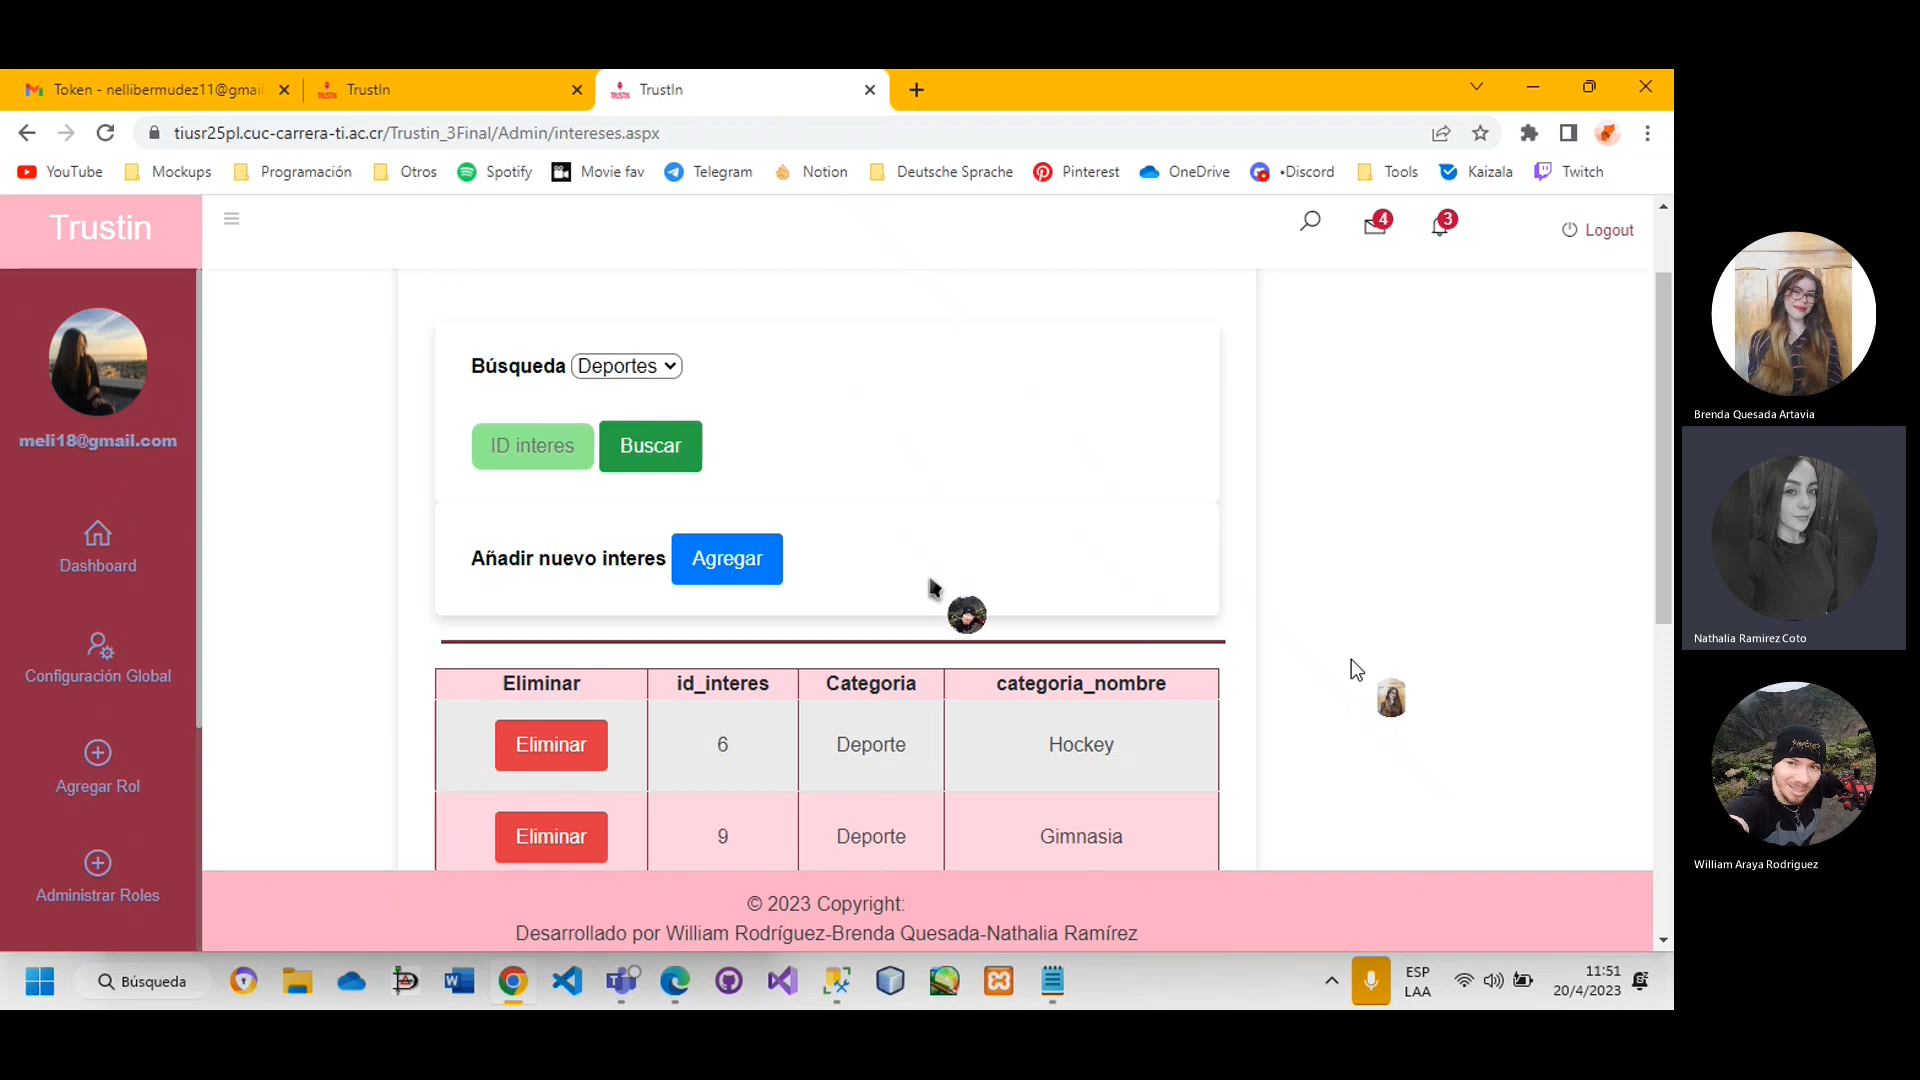 Token - nellibermudez11@gmai
TrustIn
TrustIn
tiusr25pl.cuc-carrera-ti.ac.cr/Trustin_3Final/Admin/intereses.aspx
YouTube Mockups Programación Otros Spotify Movie fav Telegram Notion Deutsche Sprache Pinterest OneDrive •Discord Tools Kaizala Twitch
Trustin
4
3
Logout
meli18@gmail.com
Dashboard
Configuración Global
Agregar Rol
Administrar Roles
Búsqueda Deportes
ID interes Buscar
Añadir nuevo interes Agregar
Eliminar id_interes Categoria categoria_nombre
Eliminar 6 Deporte Hockey
Eliminar 9 Deporte Gimnasia
© 2023 Copyright:
Desarrollado por William Rodríguez-Brenda Quesada-Nathalia Ramírez
Búsqueda
ESP
LAA
11:51
20/4/2023
Brenda Quesada Artavia
Nathalia Ramirez Coto
William Araya Rodriguez